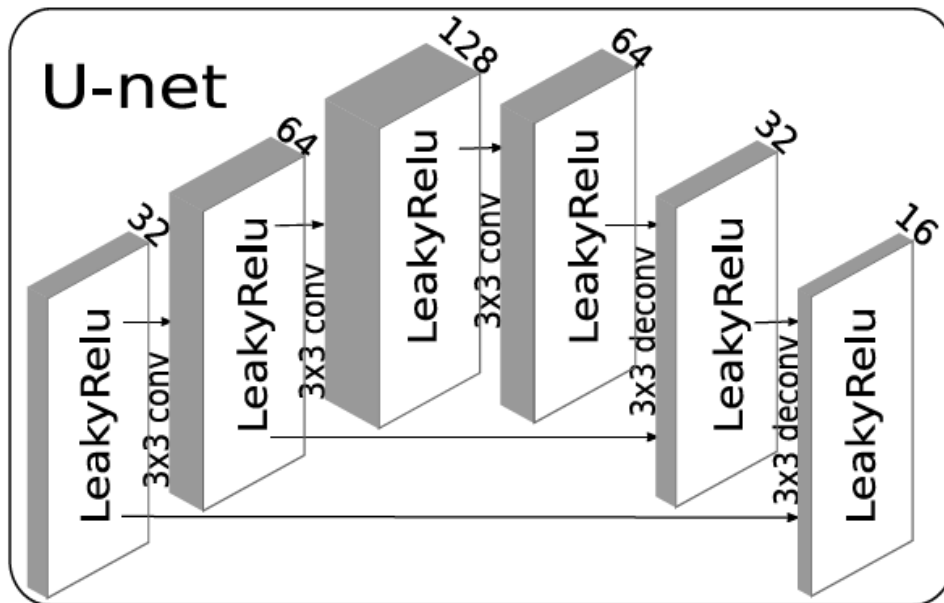 U-net
32
LeakyRelu
3x3 conv
64
LeakyRelu
3x3 conv
128
LeakyRelu
3x3 conv
64
LeakyRelu
3x3 deconv
32
LeakyRelu
3x3 deconv
16
LeakyRelu